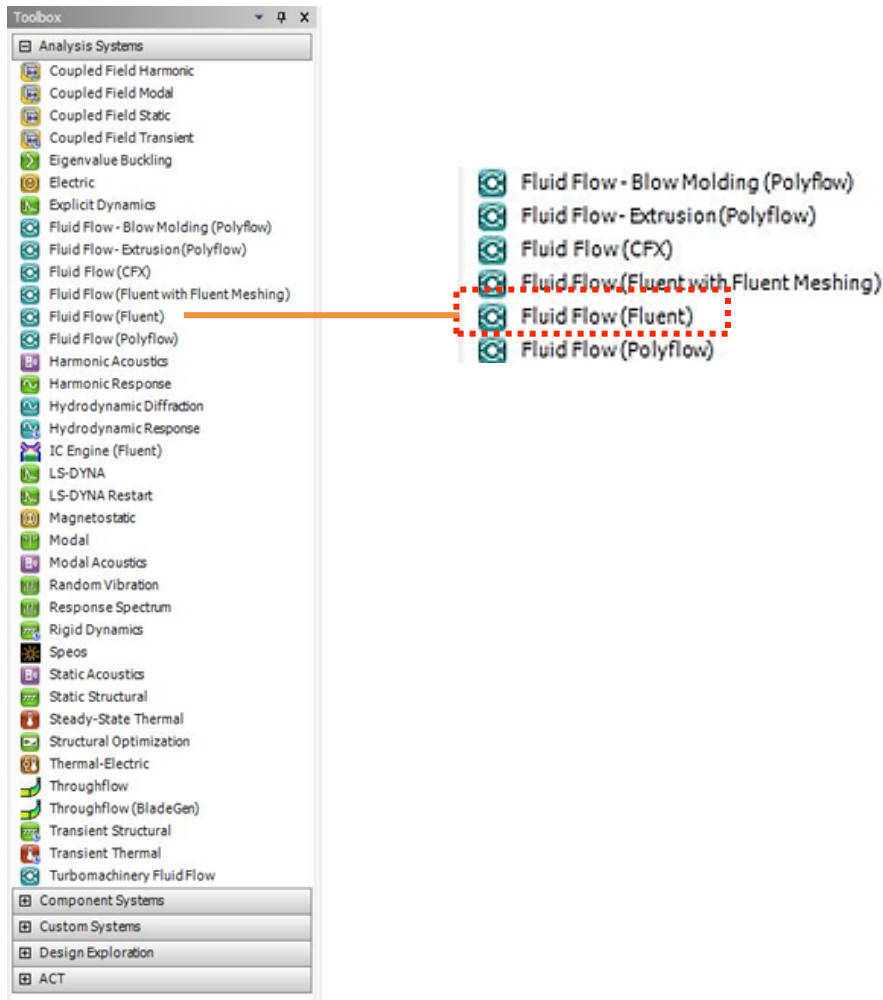 Toolbox
Analysis Systems
Coupled Field Harmonic
Coupled Field Modal
Coupled Field Static
Coupled Field Transient
Eigenvalue Buckling
Electric
Explicit Dynamics
Fluid Flow - Blow Molding (Polyflow)
Fluid Flow - Extrusion (Polyflow)
Fluid Flow (CFX)
Fluid Flow (Fluent with Fluent Meshing)
Fluid Flow (Fluent)
Fluid Flow (Polyflow)
Harmonic Acoustics
Harmonic Response
Hydrodynamic Diffraction
Hydrodynamic Response
IC Engine (Fluent)
LS-DYNA
LS-DYNA Restart
Magnetostatic
Modal
Modal Acoustics
Random Vibration
Response Spectrum
Rigid Dynamics
Speos
Static Acoustics
Static Structural
Steady-State Thermal
Structural Optimization
Thermal-Electric
Throughflow
Throughflow (BladeGen)
Transient Structural
Transient Thermal
Turbomachinery Fluid Flow
Component Systems
Custom Systems
Design Exploration
ACT
Fluid Flow - Blow Molding (Polyflow)
Fluid Flow - Extrusion (Polyflow)
Fluid Flow (CFX)
Fluid Flow (Fluent with Fluent Meshing)
Fluid Flow (Fluent)
Fluid Flow (Polyflow)